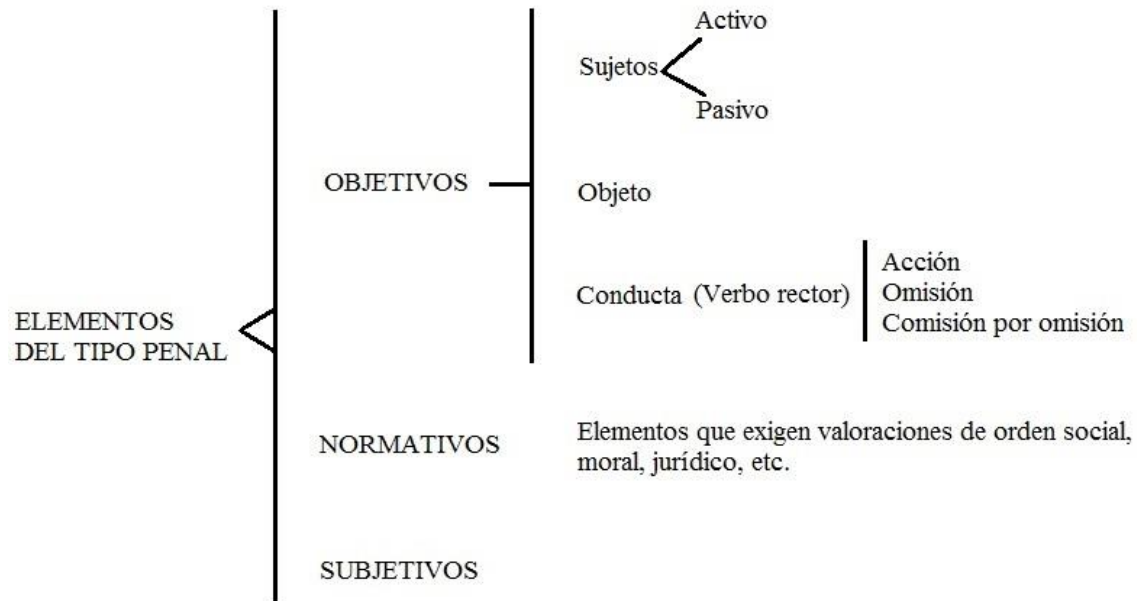 ELEMENTOS
DEL TIPO PENAL
OBJETIVOS
Sujetos
Activo
Pasivo
Objeto
Conducta (Verbo rector)
Acción
Omisión
Comisión por omisión
NORMATIVOS
Elementos que exigen valoraciones de orden social,
moral, jurídico, etc.
SUBJETIVOS